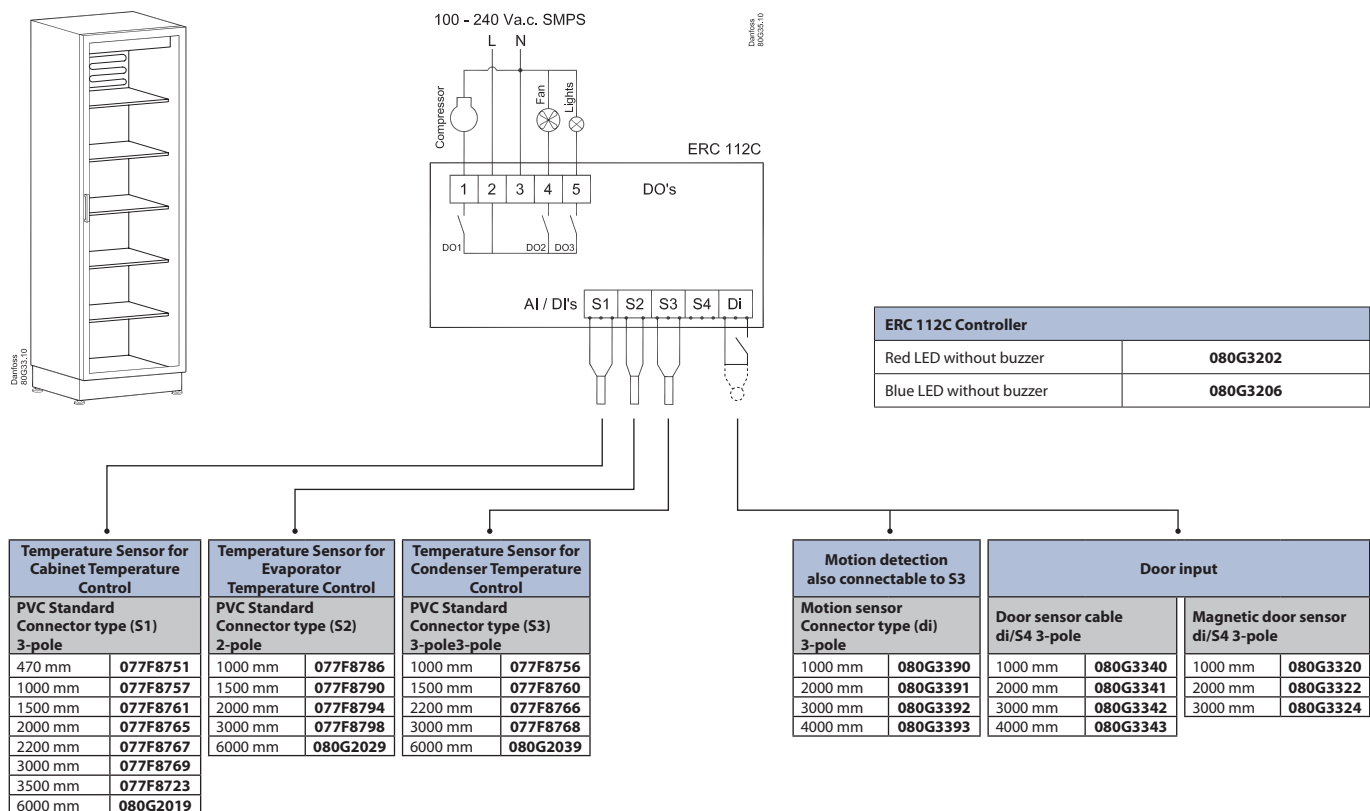 100 - 240 Va.c. SMPS
L N
Danfoss
80G35.10
Compressor
Fan
Lights
ERC 112C
1 2 3 4 5 DO's
DO1 DO2 DO3
AI / DI's S1 S2 S3 S4 Di
Danfoss
80G33.10
ERC 112C Controller
Red LED without buzzer 080G3202
Blue LED without buzzer 080G3206
Temperature Sensor for
Cabinet Temperature
Control
PVC Standard
Connector type (S1)
3-pole
470 mm 077F8751
1000 mm 077F8757
1500 mm 077F8761
2000 mm 077F8765
2200 mm 077F8767
3000 mm 077F8769
3500 mm 077F8723
6000 mm 080G2019
Temperature Sensor for
Evaporator
Temperature Control
PVC Standard
Connector type (S2)
2-pole
1000 mm 077F8786
1500 mm 077F8790
2000 mm 077F8794
3000 mm 077F8798
6000 mm 080G2029
Temperature Sensor for
Condenser Temperature
Control
PVC Standard
Connector type (S3)
3-pole3-pole
1000 mm 077F8756
1500 mm 077F8760
2200 mm 077F8766
3000 mm 077F8768
6000 mm 080G2039
Motion detection
also connectable to S3
Motion sensor
Connector type (di)
3-pole
1000 mm 080G3390
2000 mm 080G3391
3000 mm 080G3392
4000 mm 080G3393
Door input
Door sensor cable
di/S4 3-pole
1000 mm 080G3340
2000 mm 080G3341
3000 mm 080G3342
4000 mm 080G3343
Magnetic door sensor
di/S4 3-pole
1000 mm 080G3320
2000 mm 080G3322
3000 mm 080G3324